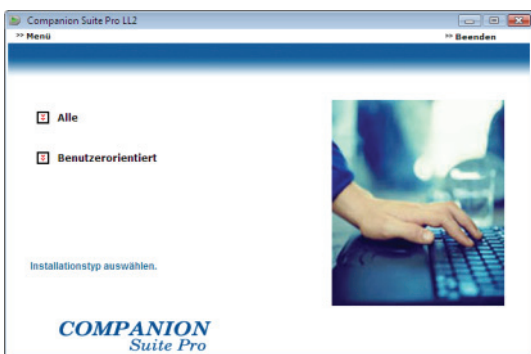 Companion Suite Pro LL2
>> Menü
>> Beenden
Alle
Benutzerorientiert
Installationstyp auswählen.
COMPANION
Suite Pro